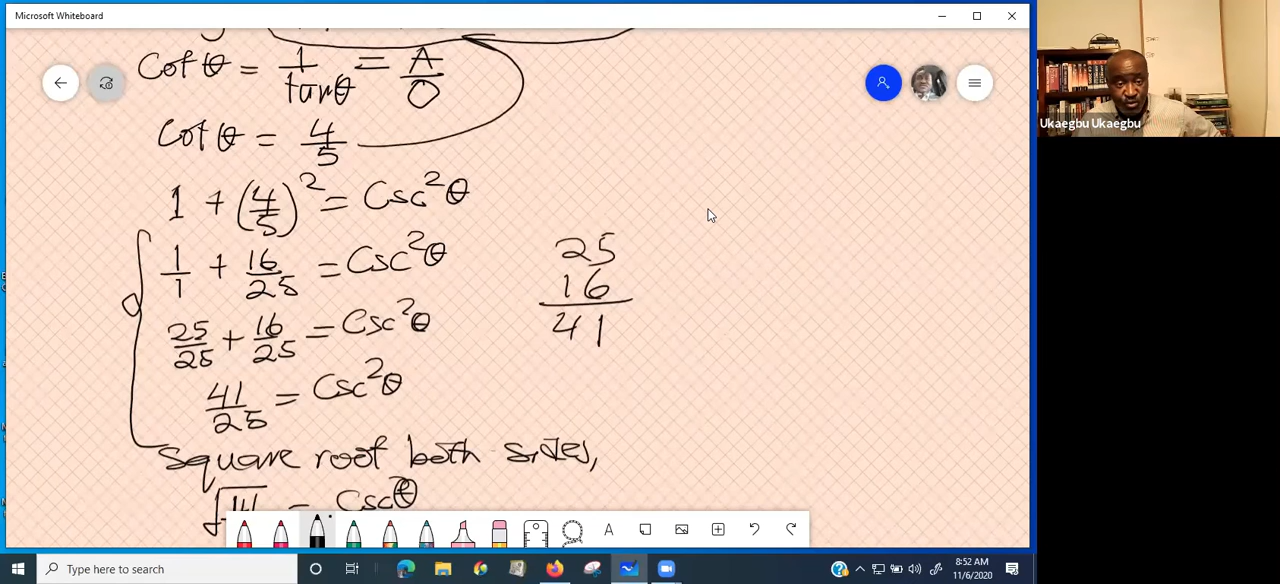 Microsoft Whiteboard
Cot θ = 1/tanθ = A/O
Cot θ = 4/5
1 + (4/5)² = Csc²θ
1/1 + 16/25 = Csc²θ
25/25 + 16/25 = Csc²θ
41/25 = Csc²θ
Square root both sides,
= Cscθ
25
16
41
Ukaegbu Ukaegbu
Type here to search
8:52 AM
11/6/2020